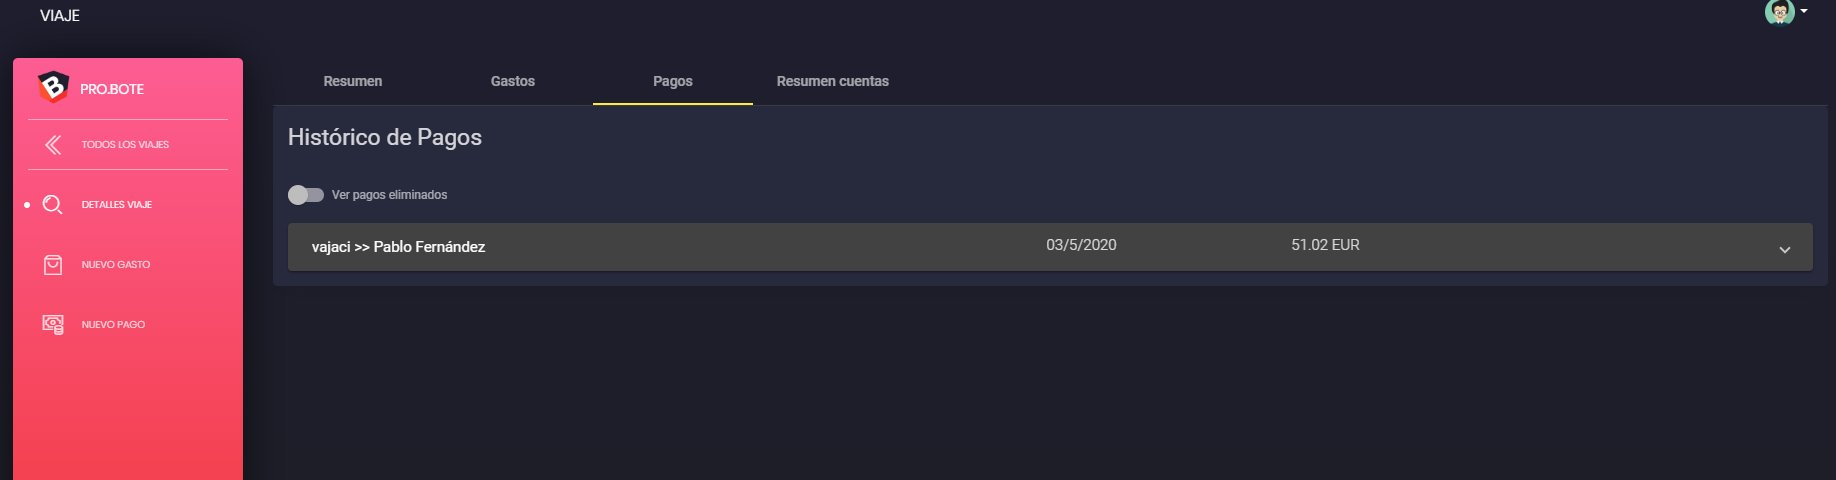 VIAJE
PRO.BOTE
TODOS LOS VIAJES
DETALLES VIAJE
NUEVO GASTO
NUEVO PAGO
Resumen Gastos Pagos Resumen cuentas
Histórico de Pagos
Ver pagos eliminados
vajaci >> Pablo Fernández 03/5/2020 51.02 EUR